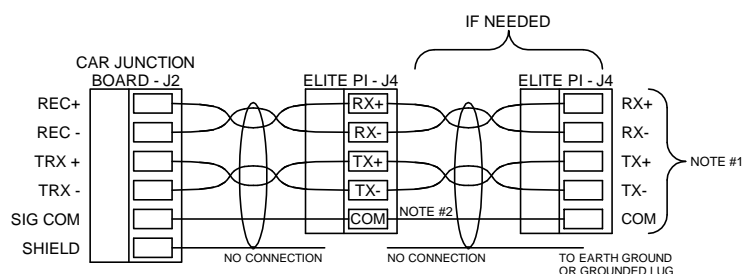 IF NEEDED
CAR JUNCTION
BOARD - J2
ELITE PI - J4
ELITE PI - J4
REC+
RX+
RX+
REC -
RX-
RX-
TRX +
TX+
TX+
NOTE #1
TRX -
TX-
TX-
SIG COM
COM
NOTE #2
COM
SHIELD
NO CONNECTION
NO CONNECTION
TO EARTH GROUND
OR GROUNDED LUG